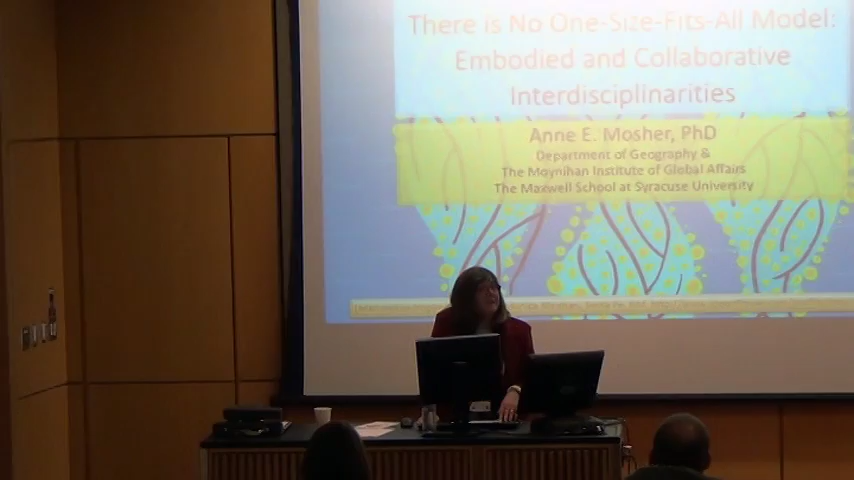 There is No One-Size-Fits-All Model:
Embodied and Collaborative
Interdisciplinarities
Anne E. Mosher, PhD
Department of Geography &
The Moynihan Institute of Global Affairs
The Maxwell School at Syracuse University